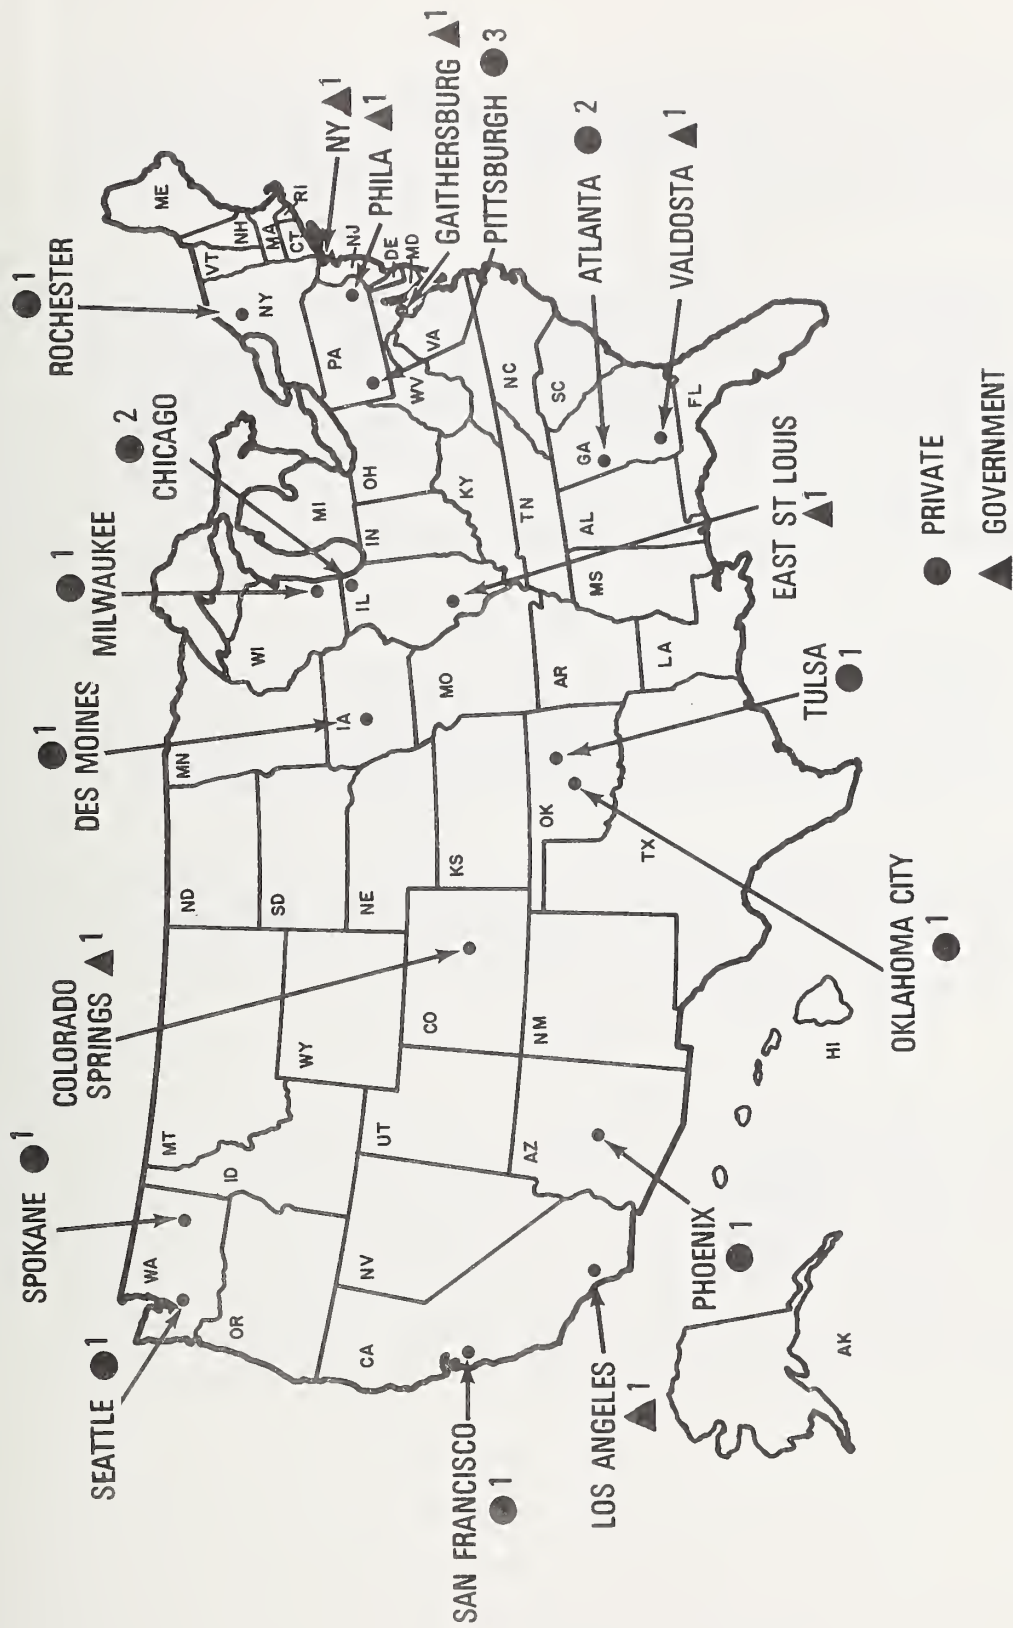 SEATTLE 1
SPOKANE 1
COLORADO
SPRINGS 1
DES MOINES 1
MILWAUKEE 1
CHICAGO 2
ROCHESTER 1
NY 1
PHILA 1
GAITHERSBURG 1
PITTSBURGH 3
ATLANTA 2
VALDOSTA 1
EAST ST LOUIS
1
TULSA
1
OKLAHOMA CITY
1
PHOENIX
1
LOS ANGELES
1
SAN FRANCISCO
1
WA
OR
CA
NV
ID
MT
WY
UT
AZ
CO
NM
ND
SD
NE
KS
OK
TX
MN
IA
MO
AR
LA
WI
IL
MI
IN
OH
KY
TN
MS
AL
GA
FL
SC
NC
VA
WV
PA
NY
VT
NH
ME
MA
CT
RI
NJ
DE
MD
AK
HI
PRIVATE
GOVERNMENT